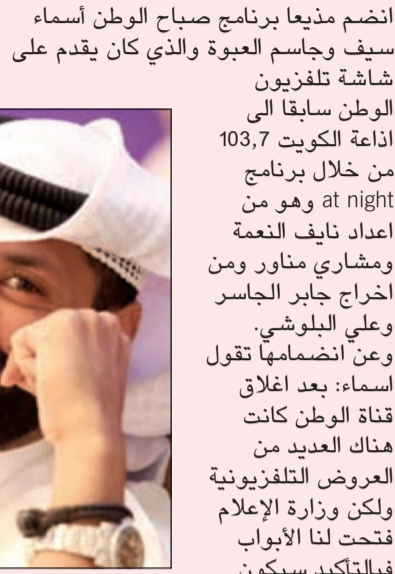 انضم مذيعا برنامج صباح الوطن أسماء
سيف وجاسم العبوة والذي كان يقدم على
شاشة تلفزيون
الوطن سابقا الى
اذاعة الكويت 103,7
من خلال برنامج
at night وهو من
اعداد نايف النعمة
ومشاري مناور ومن
اخراج جابر الجاسر
وعلي البلوشي.
وعن انضمامها تقول
اسماء: بعد اغلاق
قناة الوطن كانت
هناك العديد من
العروض التلفزيونية
ولكن وزارة الإعلام
فتحت لنا الأبواب
فبالتأكيد سيكون